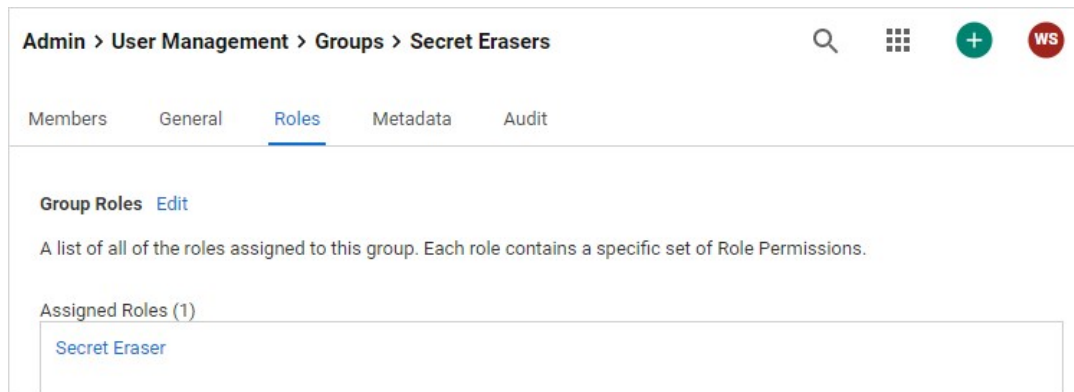 Admin > User Management > Groups > Secret Erasers
WS
Members General Roles Metadata Audit
Group Roles Edit
A list of all of the roles assigned to this group. Each role contains a specific set of Role Permissions.
Assigned Roles (1)
Secret Eraser